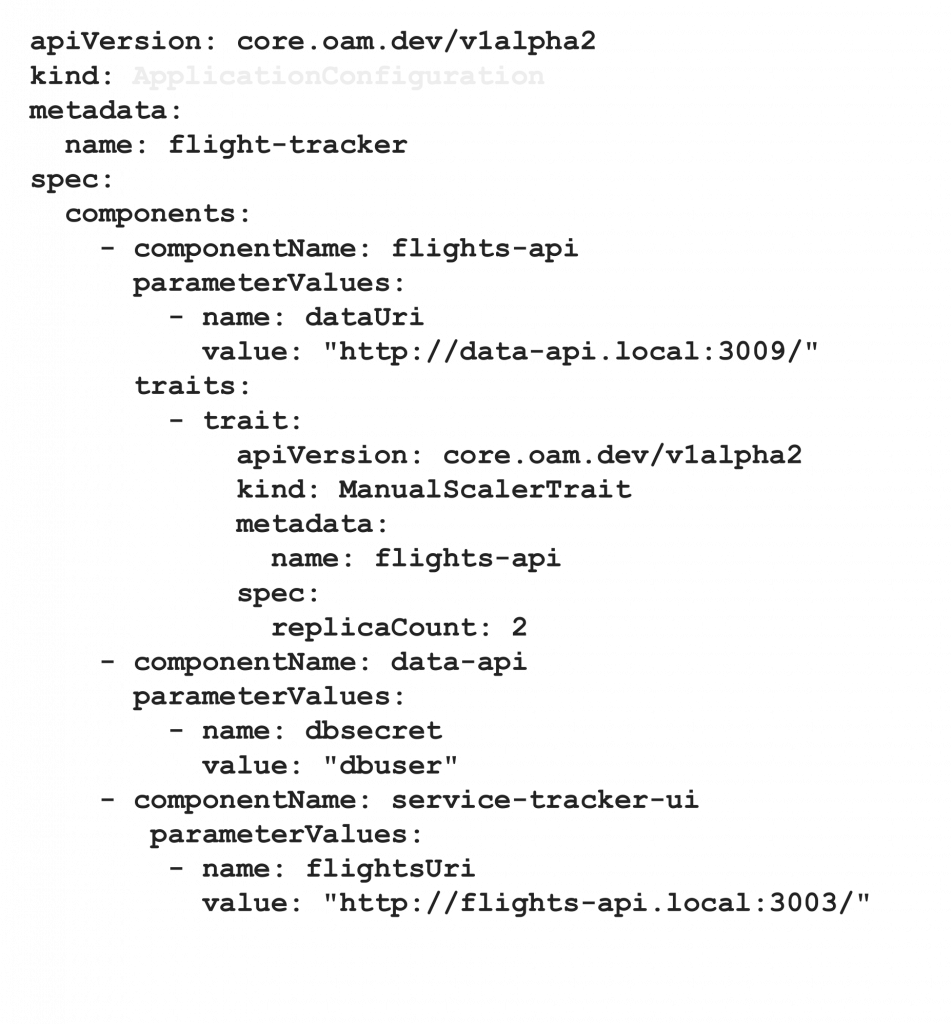 apiVersion: core.oam.dev/v1alpha2
kind: ApplicationConfiguration
metadata:
  name: flight-tracker
spec:
  components:
    - componentName: flights-api
      parameterValues:
        - name: dataUri
          value: "http://data-api.local:3009/"
      traits:
        - trait:
            apiVersion: core.oam.dev/v1alpha2
            kind: ManualScalerTrait
            metadata:
              name: flights-api
            spec:
              replicaCount: 2
    - componentName: data-api
      parameterValues:
        - name: dbsecret
          value: "dbuser"
    - componentName: service-tracker-ui
       parameterValues:
        - name: flightsUri
          value: "http://flights-api.local:3003/"